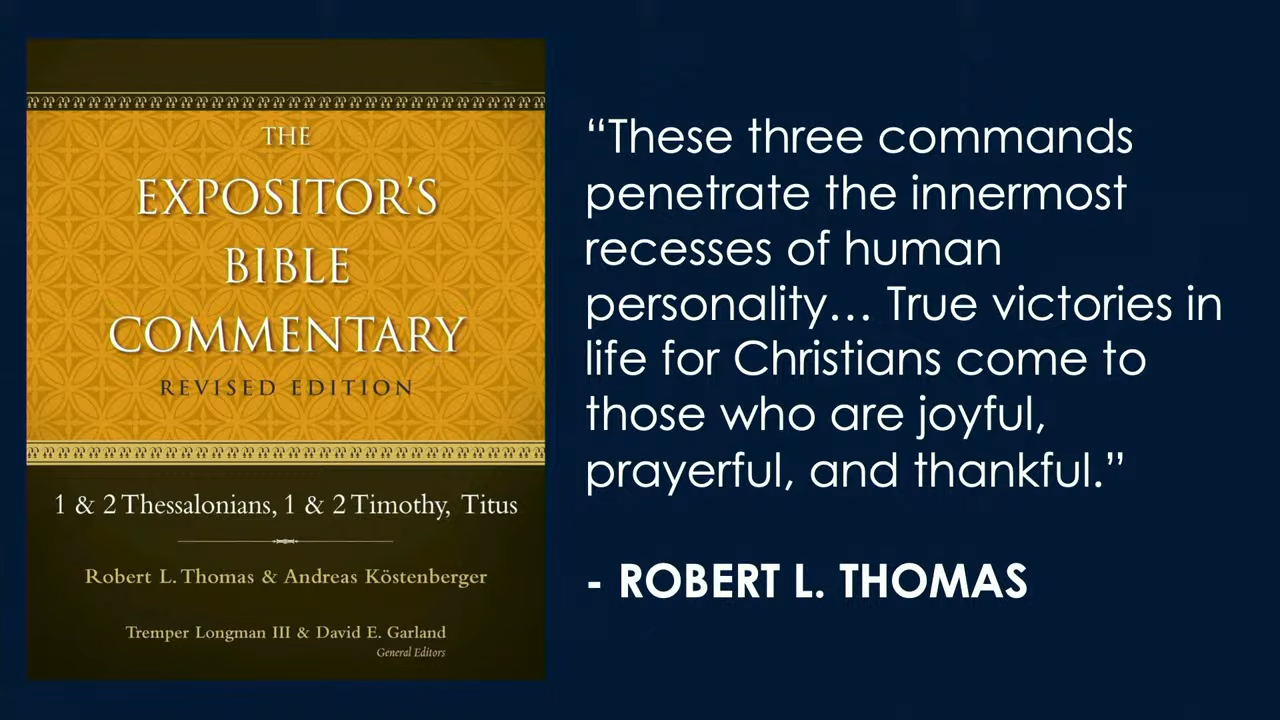 THE
EXPOSITOR'S
BIBLE
COMMENTARY
REVISED EDITION
1 & 2 Thessalonians, 1 & 2 Timothy, Titus
Robert L. Thomas & Andreas Köstenberger
Tremper Longman III & David E. Garland
General Editors
“These three commands
penetrate the innermost
recesses of human
personality… True victories in
life for Christians come to
those who are joyful,
prayerful, and thankful.”
- ROBERT L. THOMAS